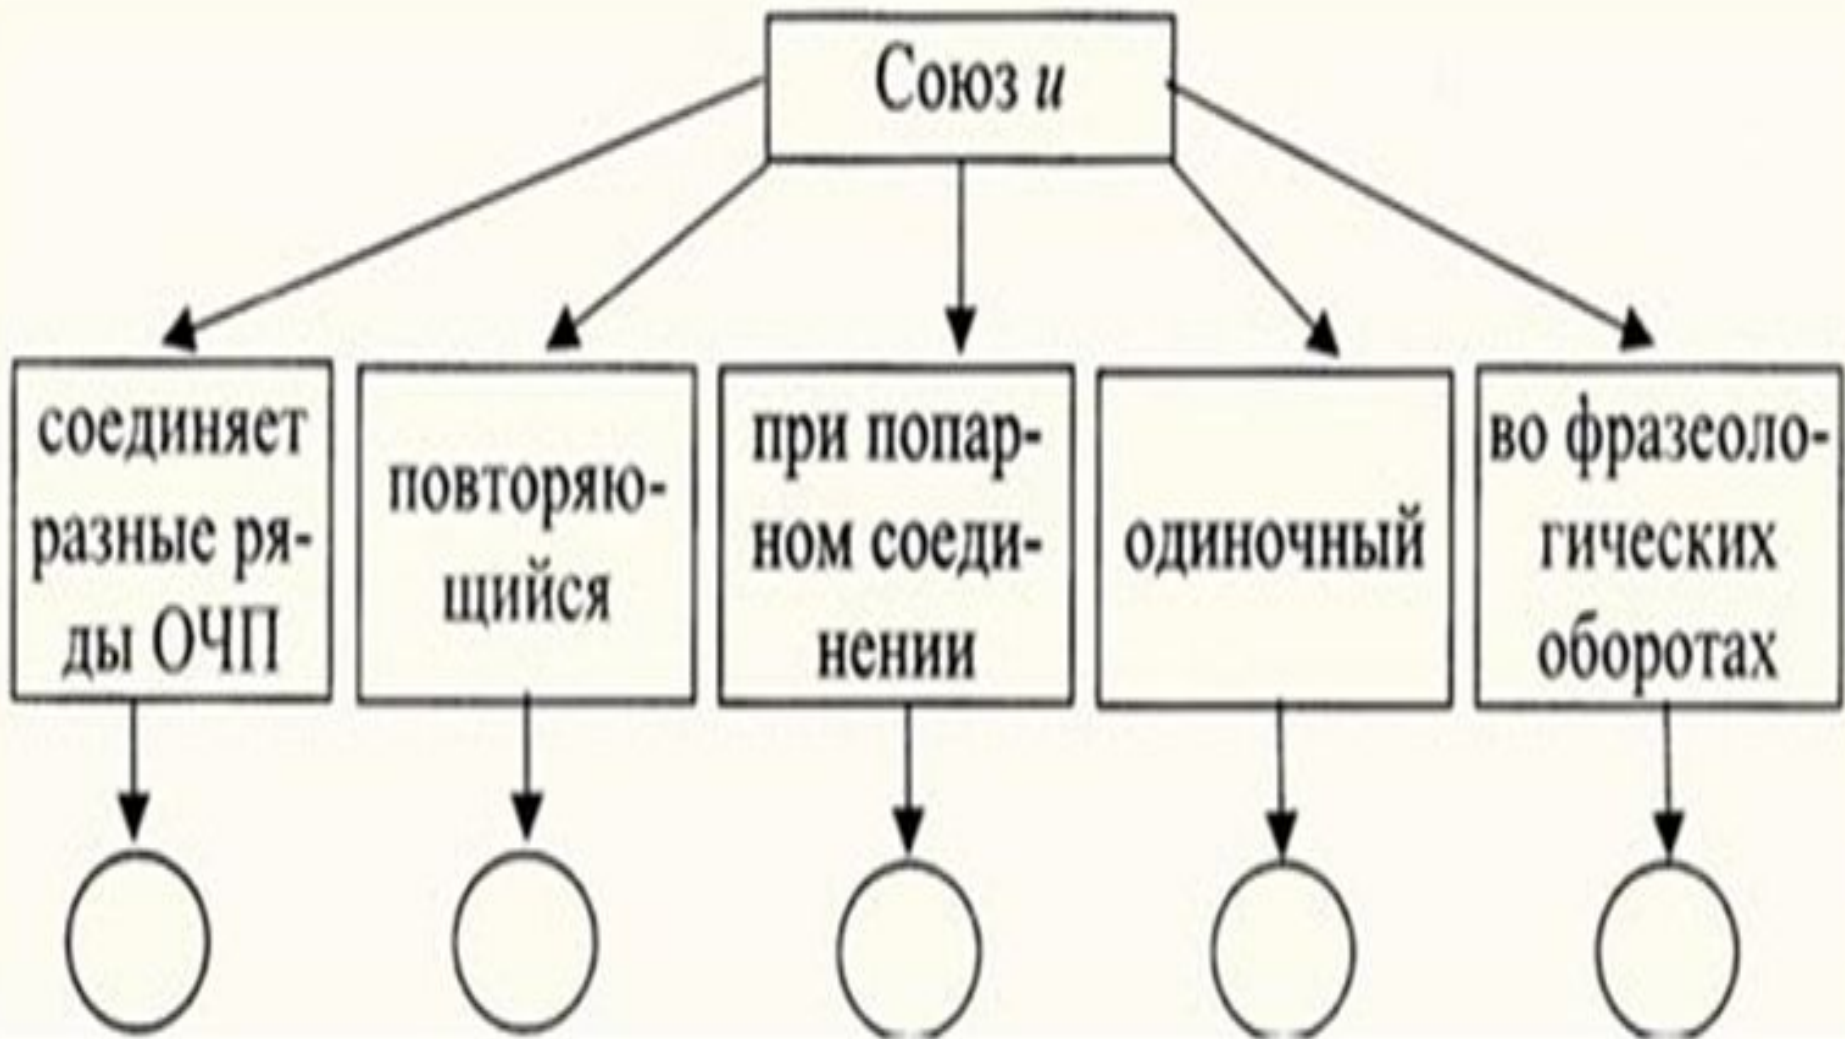 Союз и
соединяет
разные ря-
ды ОЧП
повторяю-
щийся
при попар-
ном соеди-
нении
одиночный
во фразеоло-
гических
оборотах